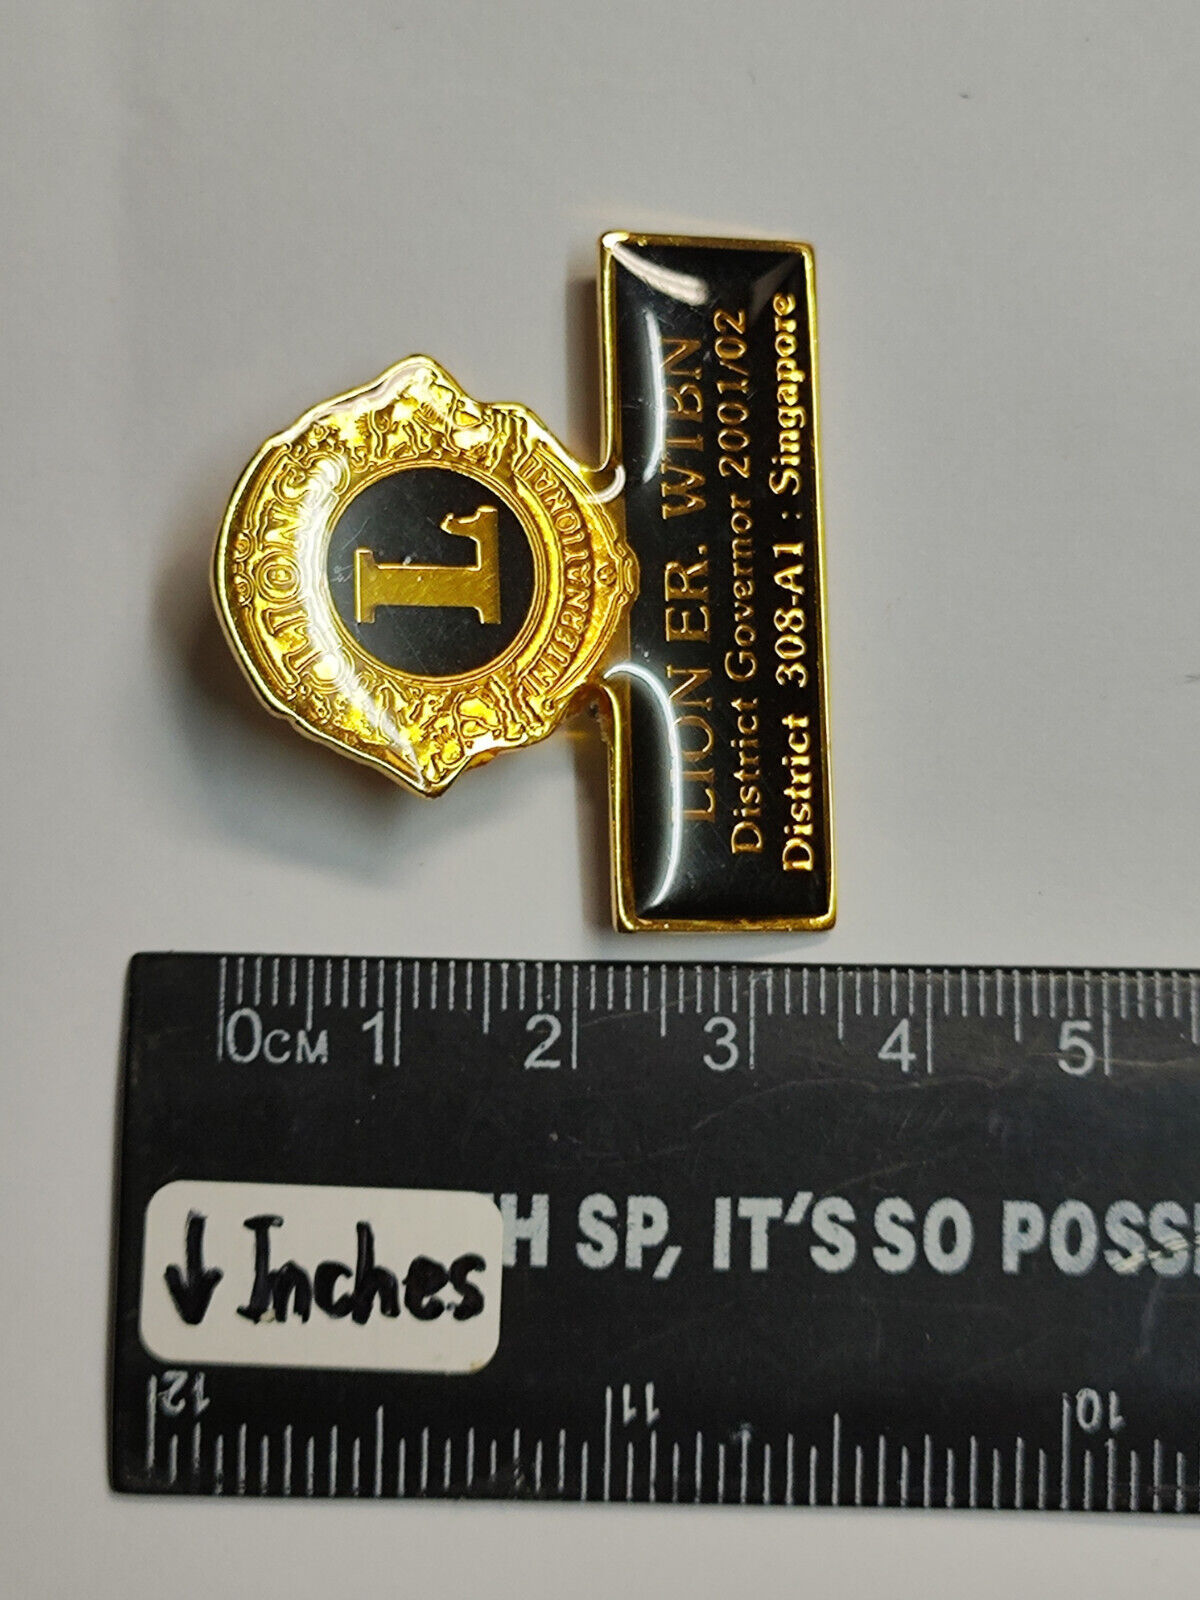 LIONS
L
INTERNATIONAL
LION ER. WTBN
District Governor 2001/02
District 308-A1 : Singapore
0CM 1 2 3 4 5
H SP, IT'S SO POSS
↓ Inches
12 11 10